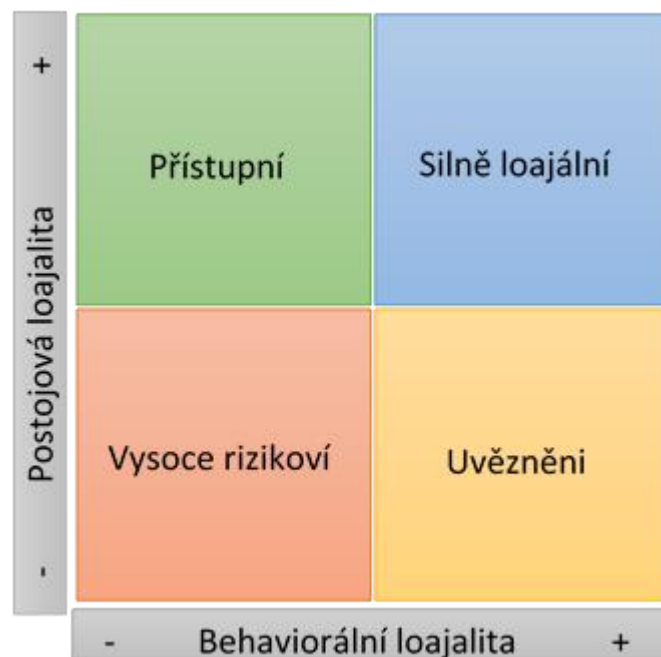 +
Postojová loajalita
-
Přístupní
Silně loajální
Vysoce rizikoví
Uvězněni
- Behaviorální loajalita +